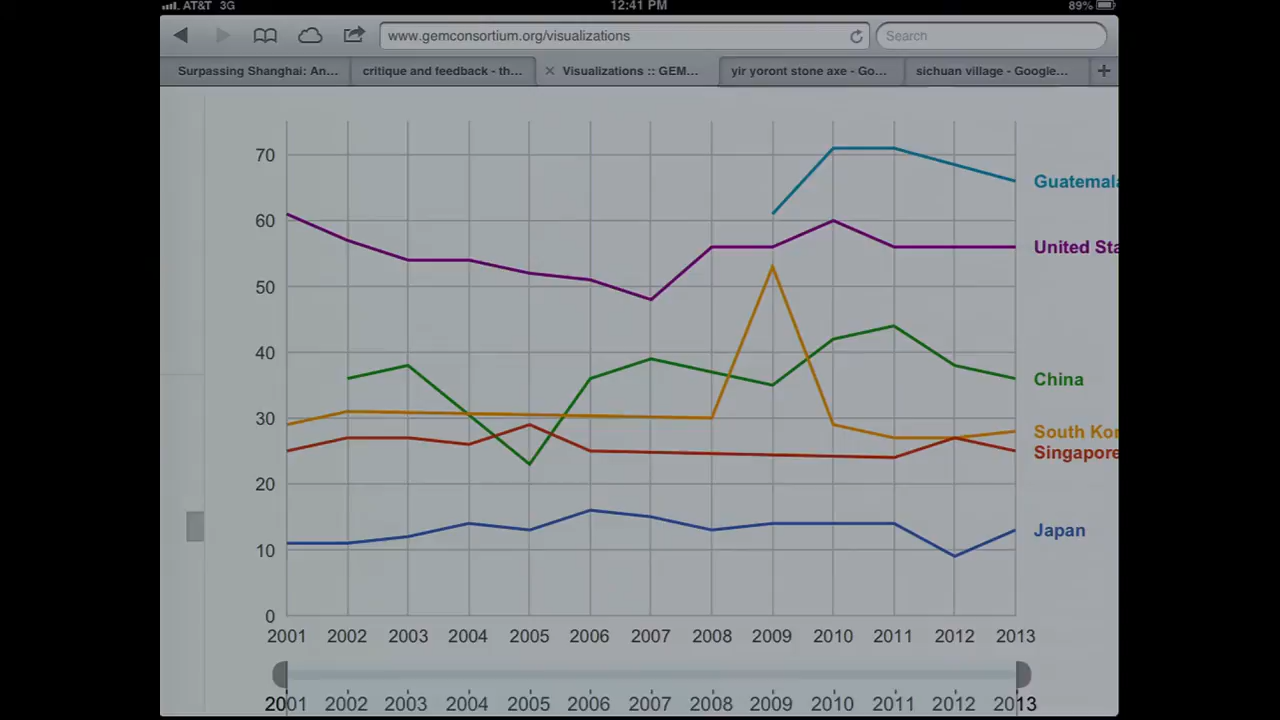 AT&T 3G 12:41 PM 89%
www.gemconsortium.org/visualizations Search
Surpassing Shanghai: An... critique and feedback - th... Visualizations :: GEM... yir yoront stone axe - Go... sichuan village - Google...
70
Guatemala
60
United Sta
50
40
China
30
South Kor
Singapore
20
Japan
10
0
2001 2002 2003 2004 2005 2006 2007 2008 2009 2010 2011 2012 2013
2001 2002 2003 2004 2005 2006 2007 2008 2009 2010 2011 2012 2013